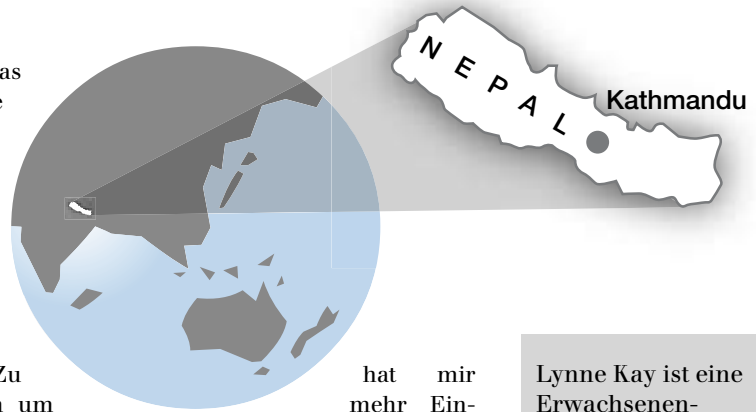 as
e
NEPAL
Kathmandu
Zu
um
hat mir
mehr Ein-
Lynne Kay ist eine
Erwachsenen-